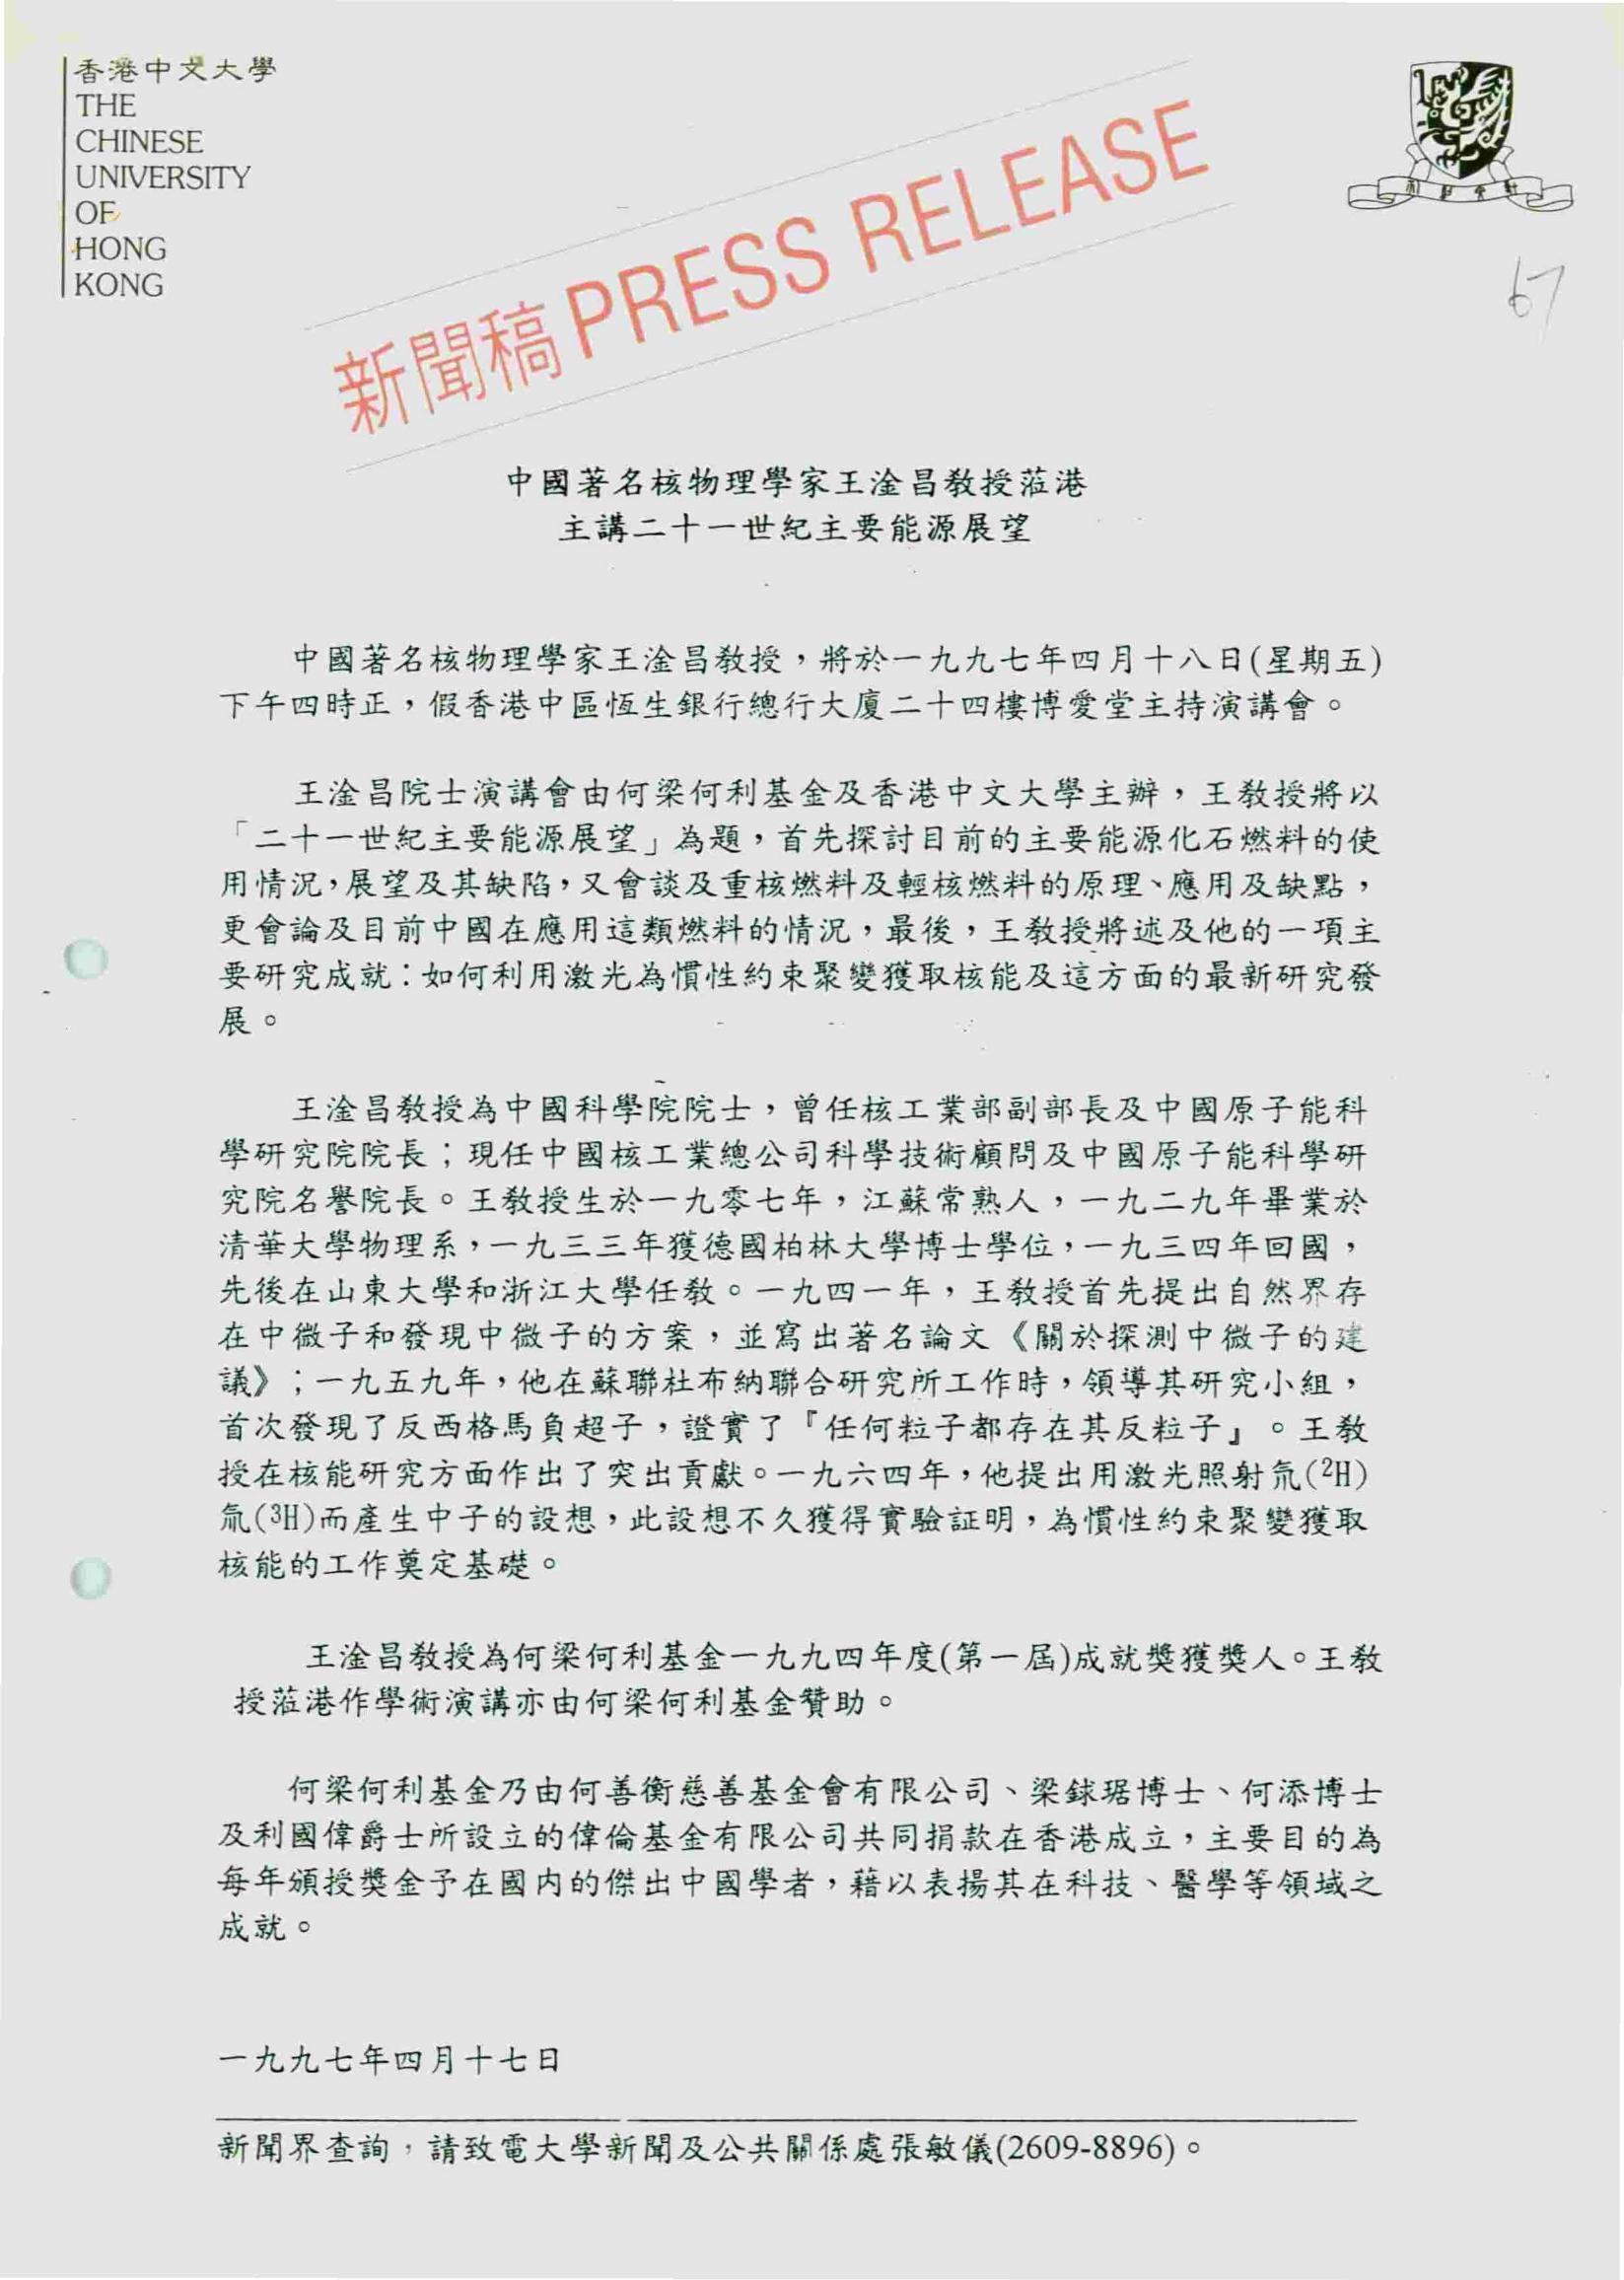 香港中文大學
THE
CHINESE
UNIVERSITY
OF
HONG
KONG
新聞稿 PRESS RELEASE
67
中國著名核物理學家王淦昌教授蒞港
主講二十一世紀主要能源展望
中國著名核物理學家王淦昌教授，將於一九九七年四月十八日(星期五)
下午四時正，假香港中區恆生銀行總行大廈二十四樓博愛堂主持演講會。
王淦昌院士演講會由何梁何利基金及香港中文大學主辦，王教授將以
「二十一世紀主要能源展望」為題，首先探討目前的主要能源化石燃料的使
用情況，展望及其缺陷，又會談及重核燃料及輕核燃料的原理、應用及缺點，
更會論及目前中國在應用這類燃料的情況，最後，王教授將述及他的一項主
要研究成就：如何利用激光為慣性約束聚變獲取核能及這方面的最新研究發
展。
王淦昌教授為中國科學院院士，曾任核工業部副部長及中國原子能科
學研究院院長；現任中國核工業總公司科學技術顧問及中國原子能科學研
究院名譽院長。王教授生於一九零七年，江蘇常熟人，一九二九年畢業於
清華大學物理系，一九三三年獲德國柏林大學博士學位，一九三四年回國，
先後在山東大學和浙江大學任教。一九四一年，王教授首先提出自然界存
在中微子和發現中微子的方案，並寫出著名論文《關於探測中微子的建
議》；一九五九年，他在蘇聯杜布納聯合研究所工作時，領導其研究小組，
首次發現了反西格馬負超子，證實了『任何粒子都存在其反粒子』。王教
授在核能研究方面作出了突出貢獻。一九六四年，他提出用激光照射氘(²H)
氚(³H)而產生中子的設想，此設想不久獲得實驗証明，為慣性約束聚變獲取
核能的工作奠定基礎。
王淦昌教授為何梁何利基金一九九四年度(第一屆)成就獎獲獎人。王教
授蒞港作學術演講亦由何梁何利基金贊助。
何梁何利基金乃由何善衡慈善基金會有限公司、梁銶琚博士、何添博士
及利國偉爵士所設立的偉倫基金有限公司共同捐款在香港成立，主要目的為
每年頒授獎金予在國内的傑出中國學者，藉以表揚其在科技、醫學等領域之
成就。
一九九七年四月十七日
新聞界查詢，請致電大學新聞及公共關係處張敏儀(2609-8896)。